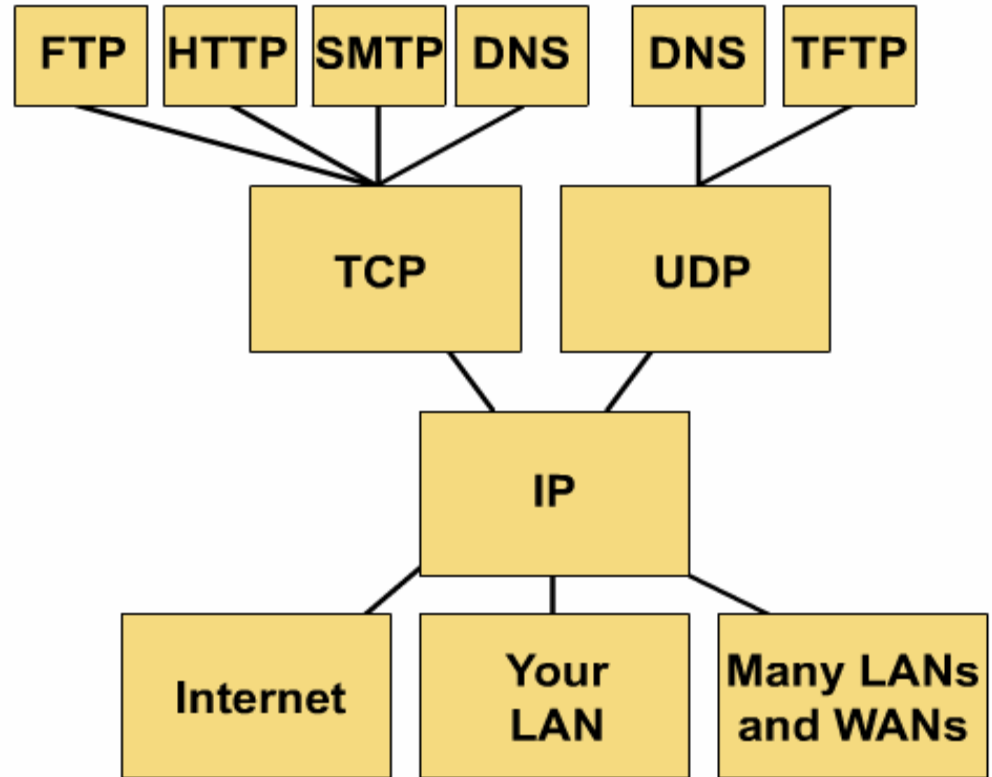 FTP
HTTP
SMTP
DNS
DNS
TFTP
TCP
UDP
IP
Internet
Your
LAN
Many LANs
and WANs